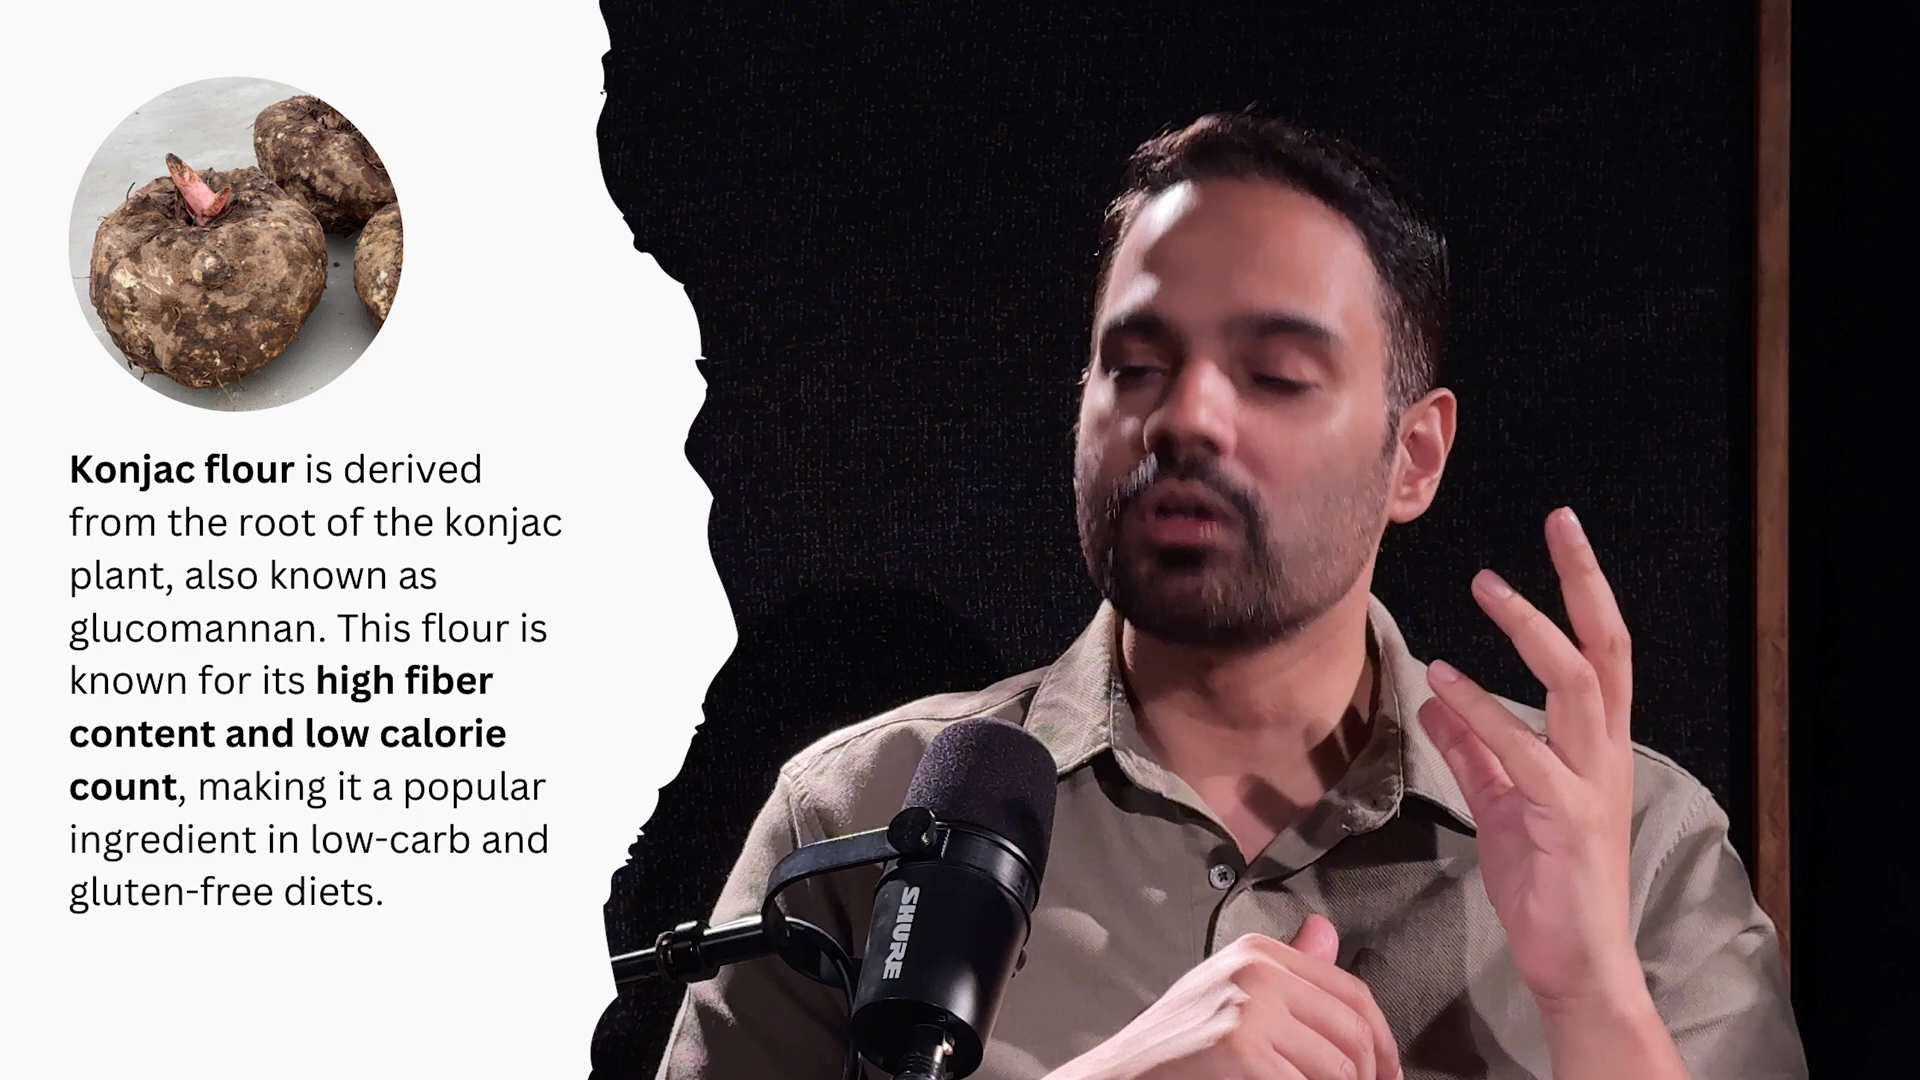 Konjac flour is derived
from the root of the konjac
plant, also known as
glucomannan. This flour is
known for its high fiber
content and low calorie
count, making it a popular
ingredient in low-carb and
gluten-free diets.
SHURE